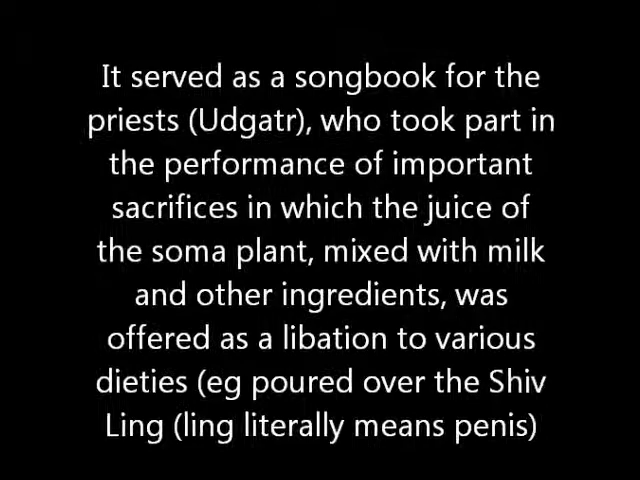 It served as a songbook for the
priests (Udgatr), who took part in
the performance of important
sacrifices in which the juice of
the soma plant, mixed with milk
and other ingredients, was
offered as a libation to various
dieties (eg poured over the Shiv
Ling (ling literally means penis)